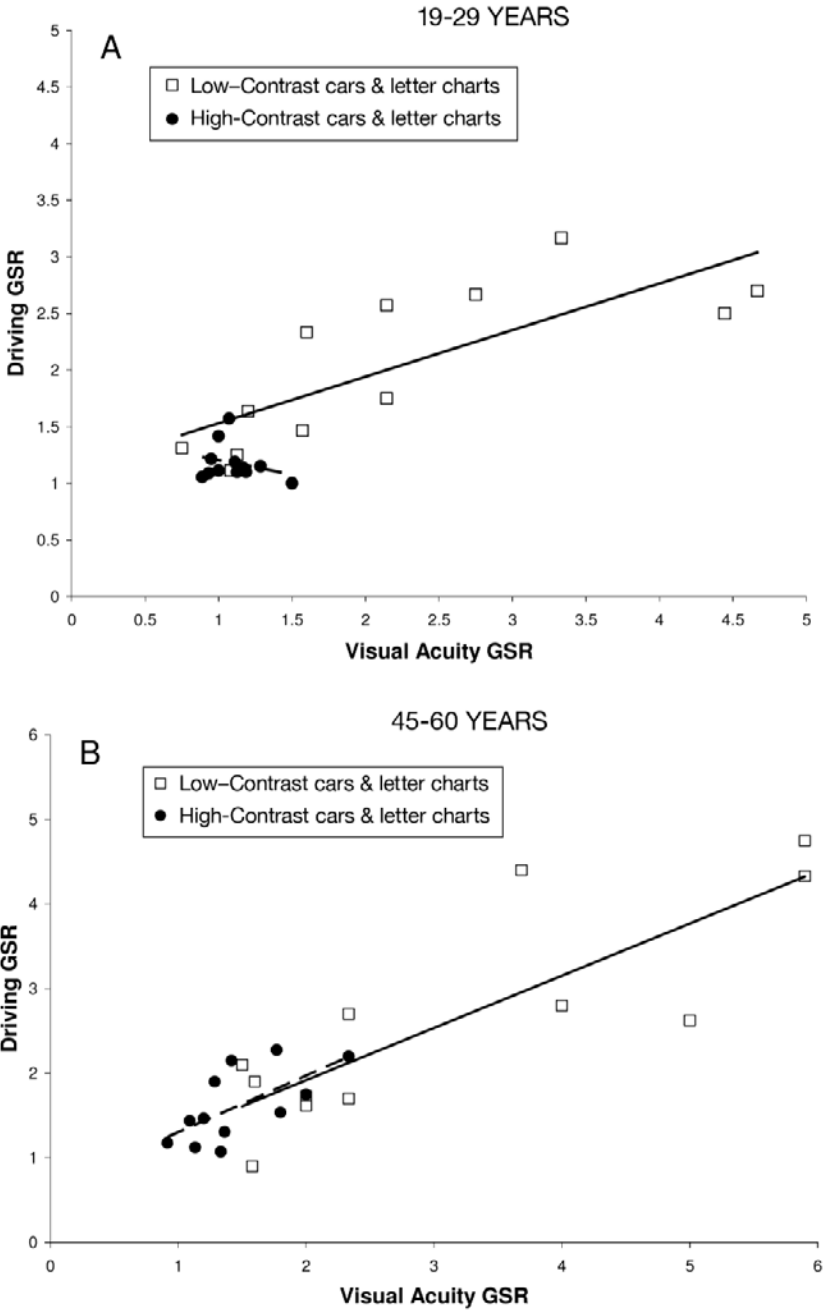 19-29 YEARS
A
Low–Contrast cars & letter charts
High-Contrast cars & letter charts
5
4.5
4
3.5
3
2.5
2
1.5
1
0.5
0
Driving GSR
0 0.5 1 1.5 2 2.5 3 3.5 4 4.5 5
Visual Acuity GSR
45-60 YEARS
B
Low–Contrast cars & letter charts
High-Contrast cars & letter charts
6
5
4
3
2
1
0
Driving GSR
0 1 2 3 4 5 6
Visual Acuity GSR